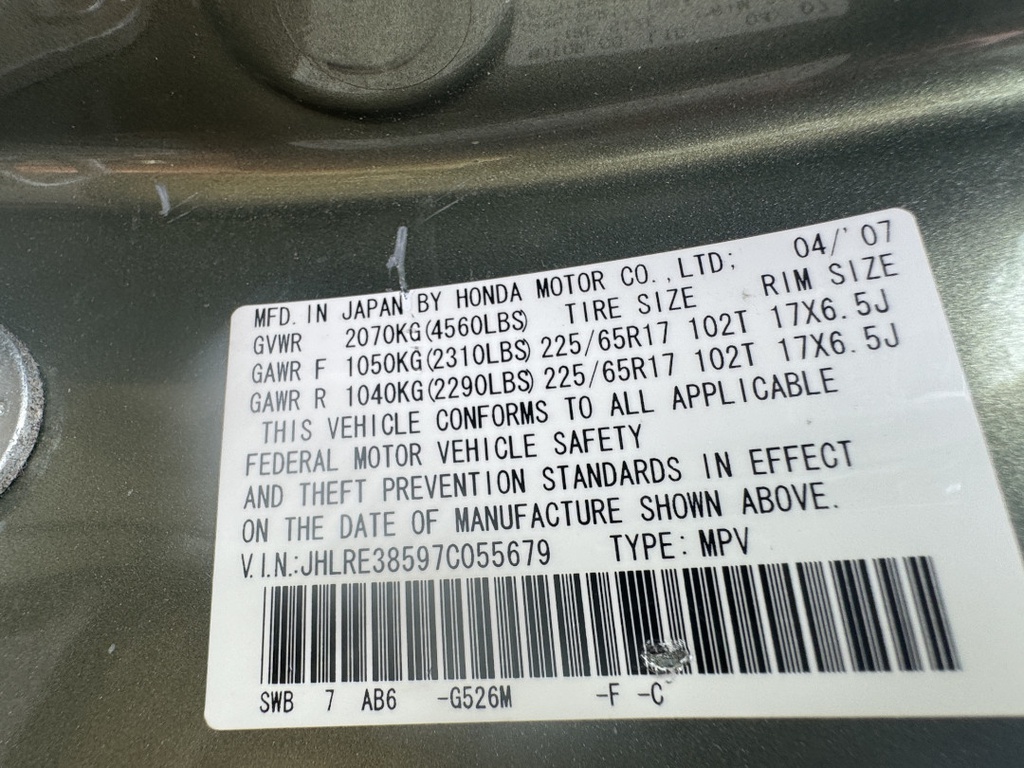 MFD. IN JAPAN BY HONDA MOTOR CO.,LTD; 04/'07
GVWR 2070KG(4560LBS) TIRE SIZE RIM SIZE
GAWR F 1050KG(2310LBS) 225/65R17 102T 17X6.5J
GAWR R 1040KG(2290LBS) 225/65R17 102T 17X6.5J
THIS VEHICLE CONFORMS TO ALL APPLICABLE
FEDERAL MOTOR VEHICLE SAFETY
AND THEFT PREVENTION STANDARDS IN EFFECT
ON THE DATE OF MANUFACTURE SHOWN ABOVE.
V.I.N.:JHLRE38597C055679 TYPE: MPV
SWB 7 AB6 -G526M -F -C